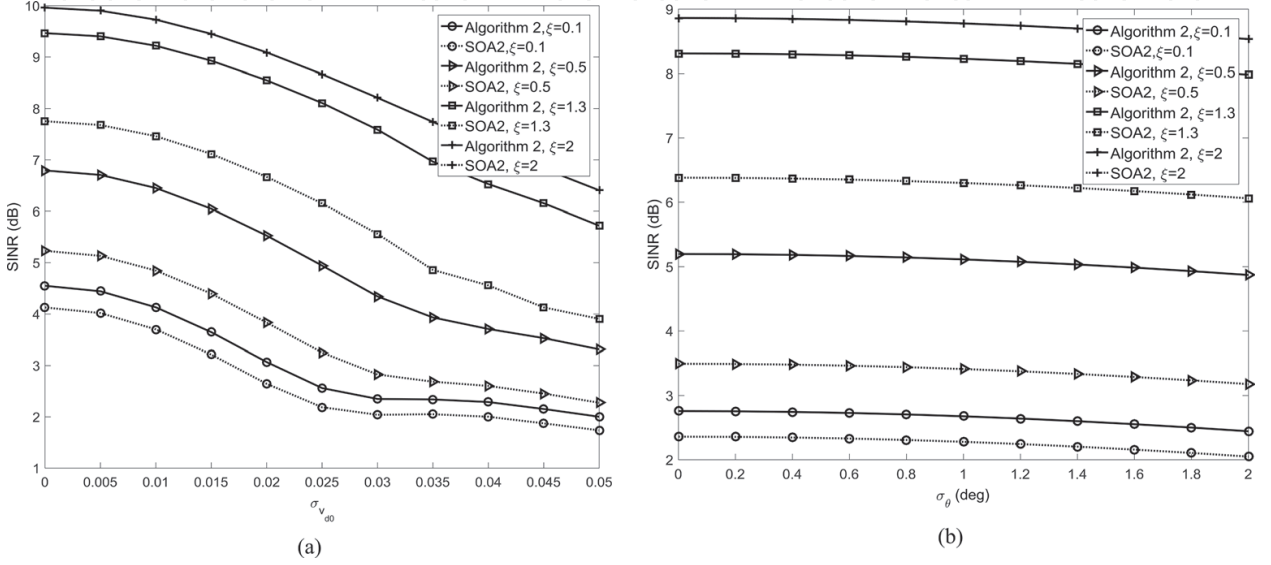 10
9
8
7
6
5
4
3
2
1
SINR (dB)
0 0.005 0.01 0.015 0.02 0.025 0.03 0.035 0.04 0.045 0.05
σ_{v_{d0}}
Algorithm 2,ξ=0.1
SOA2,ξ=0.1
Algorithm 2, ξ=0.5
SOA2, ξ=0.5
Algorithm 2, ξ=1.3
SOA2, ξ=1.3
Algorithm 2, ξ=2
SOA2, ξ=2
(a)
9
8
7
6
5
4
3
2
SINR (dB)
0 0.2 0.4 0.6 0.8 1 1.2 1.4 1.6 1.8 2
σ_θ (deg)
Algorithm 2,ξ=0.1
SOA2,ξ=0.1
Algorithm 2, ξ=0.5
SOA2, ξ=0.5
Algorithm 2, ξ=1.3
SOA2, ξ=1.3
Algorithm 2, ξ=2
SOA2, ξ=2
(b)